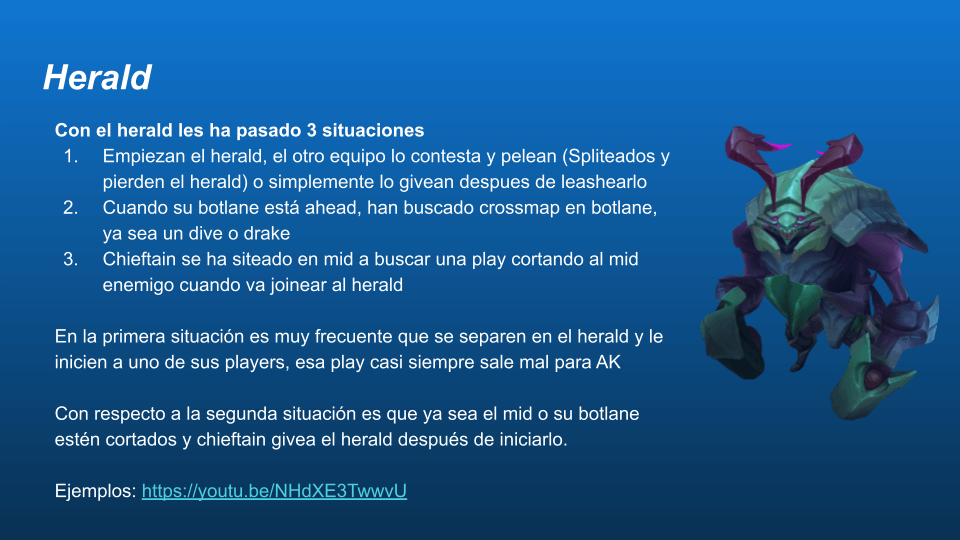 Herald
Con el herald les ha pasado 3 situaciones
1. Empiezan el herald, el otro equipo lo contesta y pelean (Spliteados y
pierden el herald) o simplemente lo givean despues de leashearlo
2. Cuando su botlane está ahead, han buscado crossmap en botlane,
ya sea un dive o drake
3. Chieftain se ha siteado en mid a buscar una play cortando al mid
enemigo cuando va joinear al herald
En la primera situación es muy frecuente que se separen en el herald y le
inicien a uno de sus players, esa play casi siempre sale mal para AK
Con respecto a la segunda situación es que ya sea el mid o su botlane
estén cortados y chieftain givea el herald después de iniciarlo.
Ejemplos: https://youtu.be/NHdXE3TwwvU